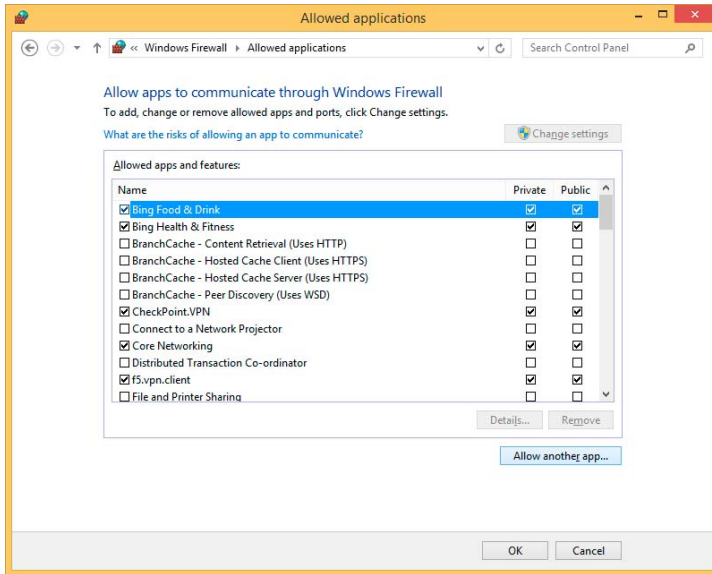 Allowed applications
« Windows Firewall ▸ Allowed applications
Search Control Panel
Allow apps to communicate through Windows Firewall
To add, change or remove allowed apps and ports, click Change settings.
What are the risks of allowing an app to communicate?
Change settings
Allowed apps and features:
Name Private Public
Bing Food & Drink
Bing Health & Fitness
BranchCache - Content Retrieval (Uses HTTP)
BranchCache - Hosted Cache Client (Uses HTTPS)
BranchCache - Hosted Cache Server (Uses HTTPS)
BranchCache - Peer Discovery (Uses WSD)
CheckPoint.VPN
Connect to a Network Projector
Core Networking
Distributed Transaction Co-ordinator
f5.vpn.client
File and Printer Sharing
Details... Remove
Allow another app...
OK Cancel